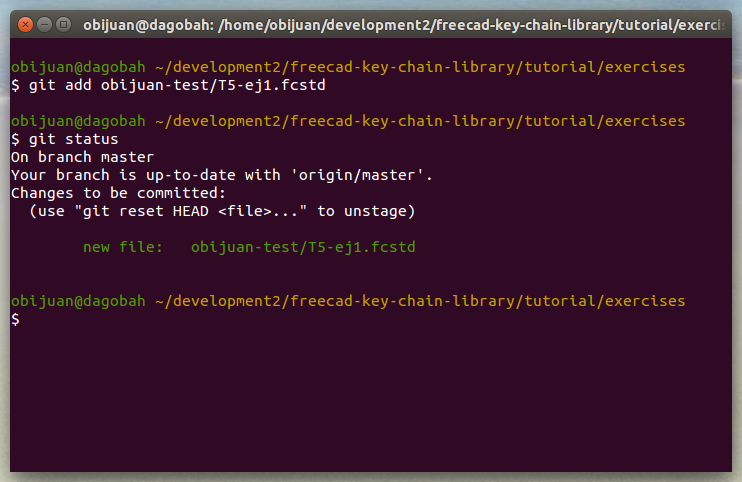 obijuan@dagobah: /home/obijuan/development2/freecad-key-chain-library/tutorial/exercis
obijuan@dagobah ~/development2/freecad-key-chain-library/tutorial/exercises
$ git add obijuan-test/T5-ej1.fcstd
obijuan@dagobah ~/development2/freecad-key-chain-library/tutorial/exercises
$ git status
On branch master
Your branch is up-to-date with 'origin/master'.
Changes to be committed:
  (use "git reset HEAD <file>..." to unstage)
        new file:   obijuan-test/T5-ej1.fcstd
obijuan@dagobah ~/development2/freecad-key-chain-library/tutorial/exercises
$